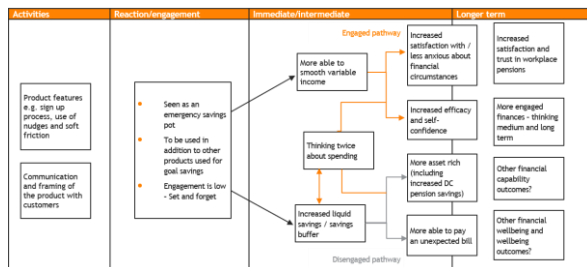 Activities
Reaction/engagement
Immediate/intermediate
Longer term
Product features
e.g. sign up
process, use of
nudges and soft
friction
Communication
and framing of
the product with
customers
Seen as an
emergency savings
pot
To be used in
addition to other
products used for
goal savings
Engagement is low
– Set and forget
Engaged pathway
More able to
smooth variable
income
Thinking twice
about spending
Increased liquid
savings / savings
buffer
Disengaged pathway
Increased
satisfaction with /
less anxious about
financial
circumstances
Increased efficacy
and self-
confidence
More asset rich
(including
increased DC
pension savings)
More able to pay
an unexpected bill
Increased
satisfaction and
trust in workplace
pensions
More engaged
finances – thinking
medium and long
term
Other financial
capability
outcomes?
Other financial
wellbeing and
wellbeing
outcomes?